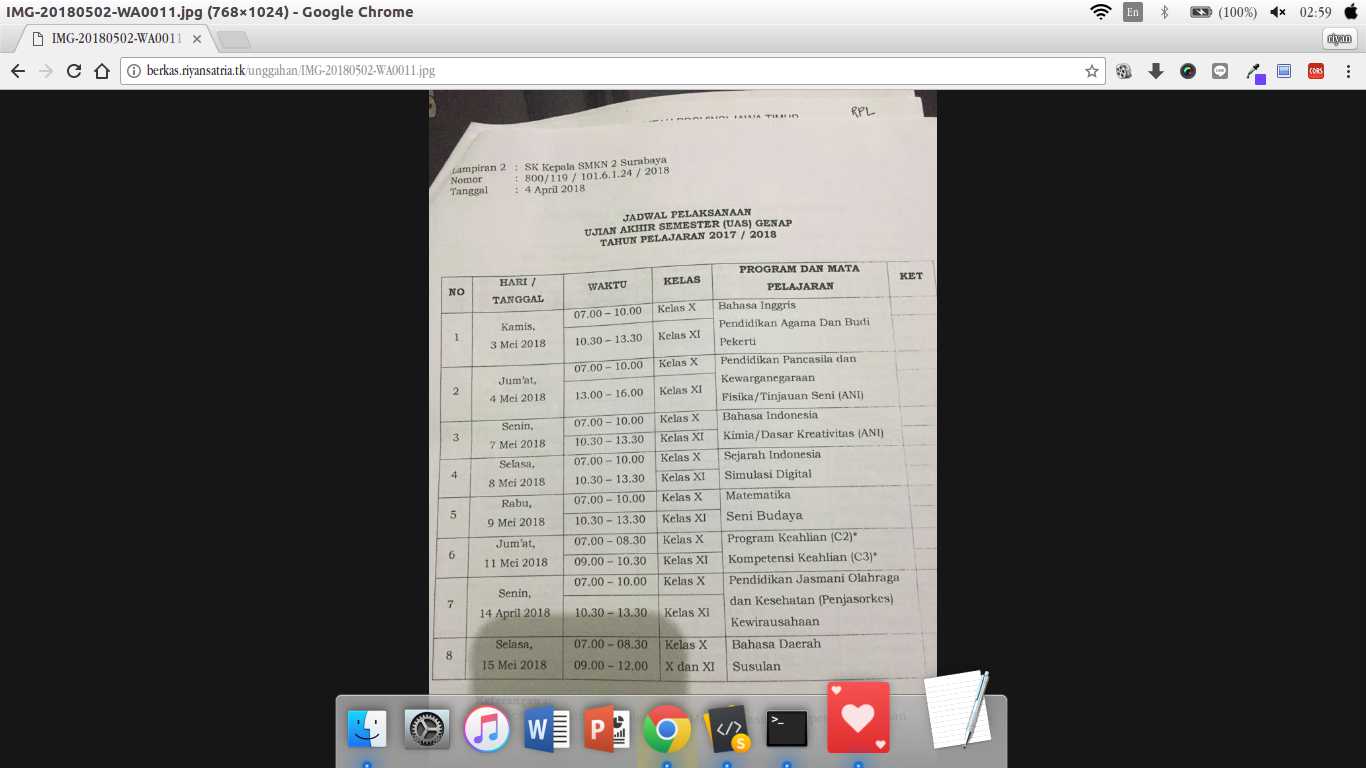 IMG-20180502-WA0011.jpg (768×1024) - Google Chrome
En
(100%)
02:59
IMG-20180502-WA0011
riyan
berkas.riyansatria.tk/unggahan/IMG-20180502-WA0011.jpg
CORS
RPL
JAWA TIMUR
Lampiran 2 : SK Kepala SMKN 2 Surabaya
Nomor : 800/119 / 101.6.1.24 / 2018
Tanggal : 4 April 2018
JADWAL PELAKSANAAN
UJIAN AKHIR SEMESTER (UAS) GENAP
TAHUN PELAJARAN 2017 / 2018
NO HARI / TANGGAL WAKTU KELAS PROGRAM DAN MATA PELAJARAN KET
1 Kamis, 3 Mei 2018
07.00 – 10.00 Kelas X Bahasa Inggris
10.30 – 13.30 Kelas XI Pendidikan Agama Dan Budi
Pekerti
2 Jum'at, 4 Mei 2018
07.00 – 10.00 Kelas X Pendidikan Pancasila dan
Kewarganegaraan
13.00 – 16.00 Kelas XI Fisika/Tinjauan Seni (ANI)
3 Senin, 7 Mei 2018
07.00 – 10.00 Kelas X Bahasa Indonesia
10.30 – 13.30 Kelas XI Kimia/Dasar Kreativitas (ANI)
4 Selasa, 8 Mei 2018
07.00 – 10.00 Kelas X Sejarah Indonesia
10.30 – 13.30 Kelas XI Simulasi Digital
5 Rabu, 9 Mei 2018
07.00 – 10.00 Kelas X Matematika
10.30 – 13.30 Kelas XI Seni Budaya
6 Jum'at, 11 Mei 2018
07.00 – 08.30 Kelas X Program Keahlian (C2)*
09.00 – 10.30 Kelas XI Kompetensi Keahlian (C3)*
7 Senin, 14 April 2018
07.00 – 10.00 Kelas X Pendidikan Jasmani Olahraga
dan Kesehatan (Penjasorkes)
10.30 – 13.30 Kelas XI Kewirausahaan
8 Selasa, 15 Mei 2018
07.00 – 08.30 Kelas X Bahasa Daerah
09.00 – 12.00 X dan XI Susulan